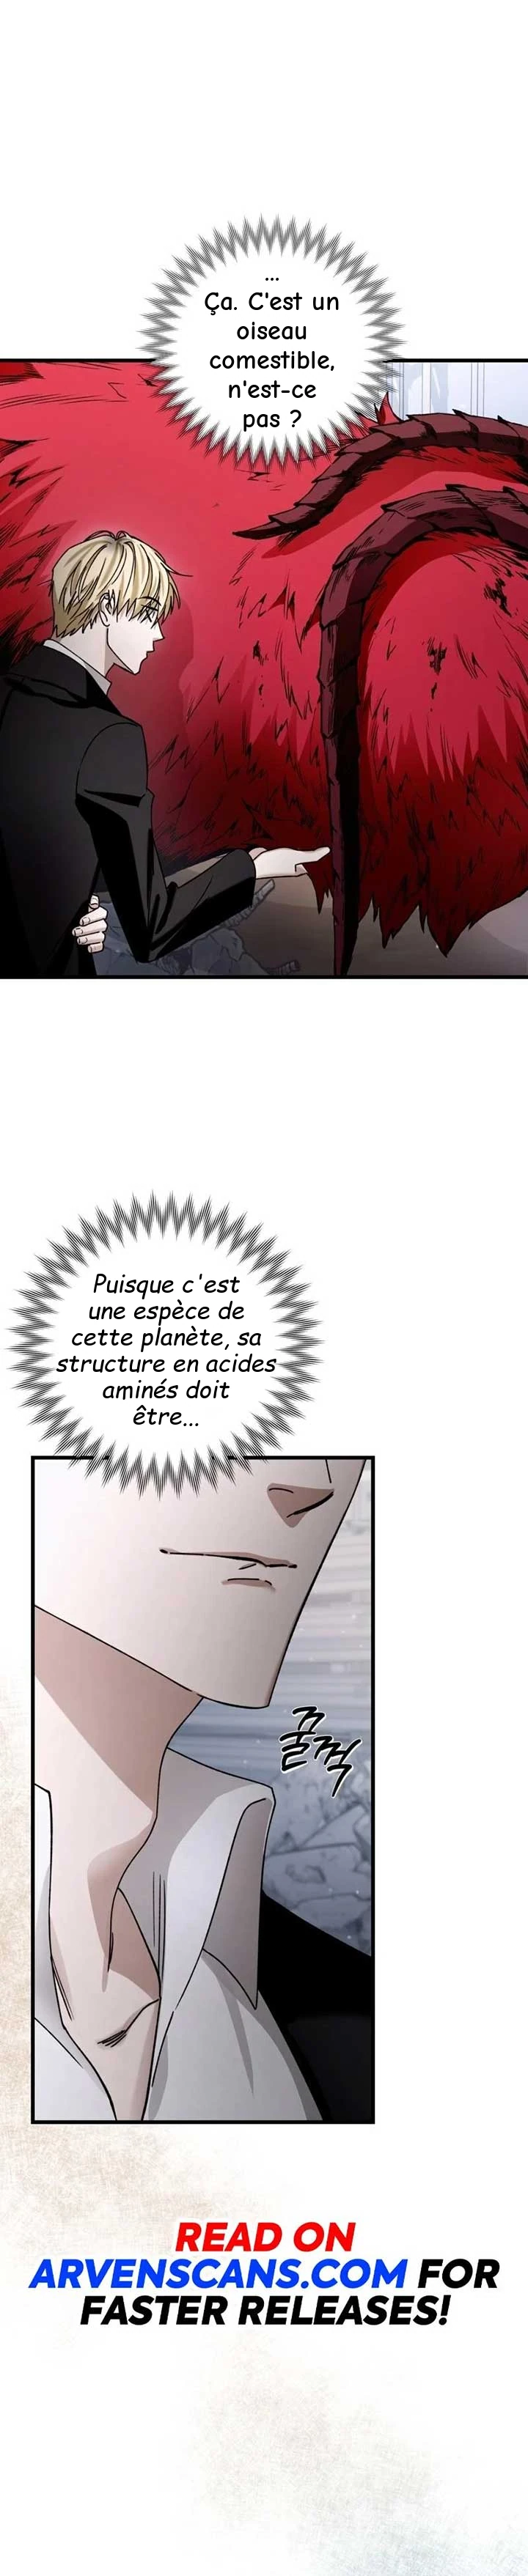 ...
Ça. C'est un
oiseau
comestible,
n'est-ce
pas ?
Puisque c'est
une espèce de
cette planète, sa
structure en acides
aminés doit
être...
꿀꺽
READ ON
ARVENSCANS.COM FOR
FASTER RELEASES!